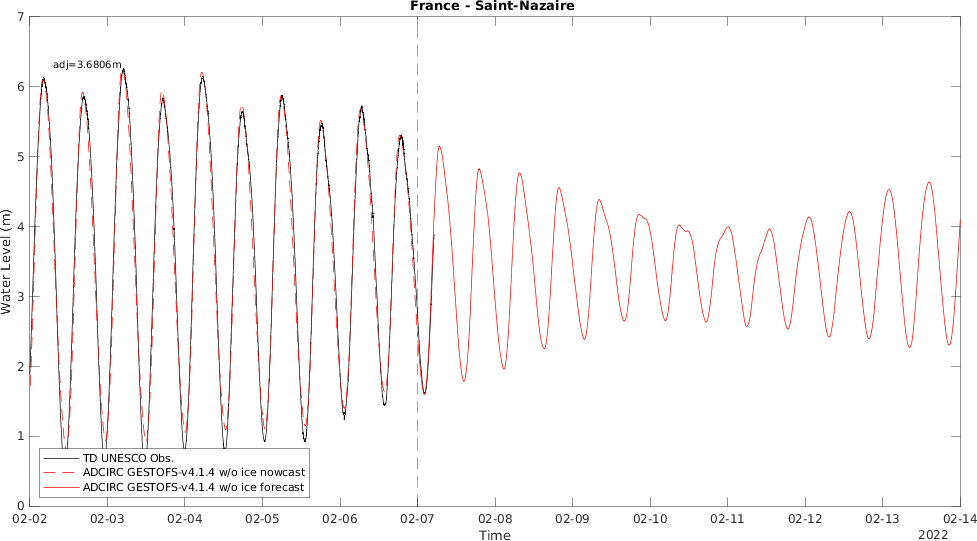 France - Saint-Nazaire
7
adj=3.6806m
6
5
4
3
2
1
0
Water Level (m)
TD UNESCO Obs.
ADCIRC GESTOFS-v4.1.4 w/o ice nowcast
ADCIRC GESTOFS-v4.1.4 w/o ice forecast
02-02 02-03 02-04 02-05 02-06 02-07 02-08 02-09 02-10 02-11 02-12 02-13 02-14
Time
2022